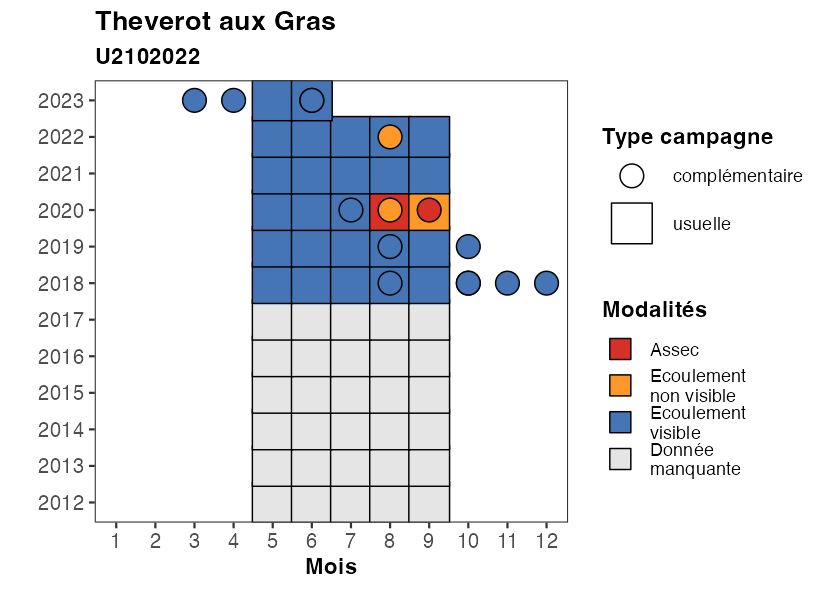 Theverot aux Gras
U2102022
2023
2022
2021
2020
2019
2018
2017
2016
2015
2014
2013
2012
1 2 3 4 5 6 7 8 9 10 11 12
Mois
Type campagne
complémentaire
usuelle
Modalités
Assec
Ecoulement
non visible
Ecoulement
visible
Donnée
manquante